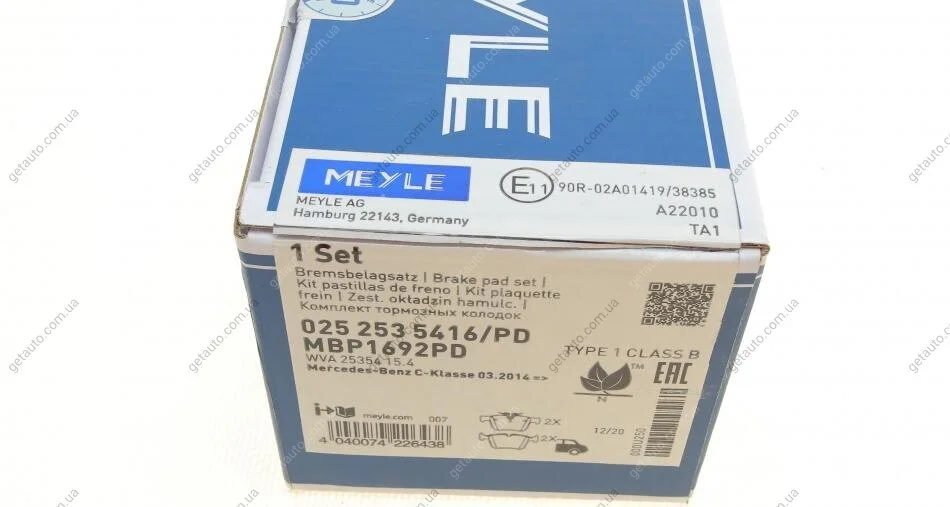 MEYLE
MEYLE
MEYLE AG
Hamburg 22143, Germany
E11 90R-02A01419/38385
A22010
TA1
1 Set
Bremsbelagsatz | Brake pad set |
Kit pastillas de freno | Kit plaquette
frein | Zest. okładzin hamulc. |
Комплект тормозных колодок
025 253 5416/PD
MBP1692PD
WVA 25354 15.4
Mercedes-Benz C-Klasse 03.2014 =>
TYPE 1 CLASS B
TM
N
EAC
i
meyle.com
007
2X
2X
12/20
000U250
4 040074 226438
getauto.com.ua